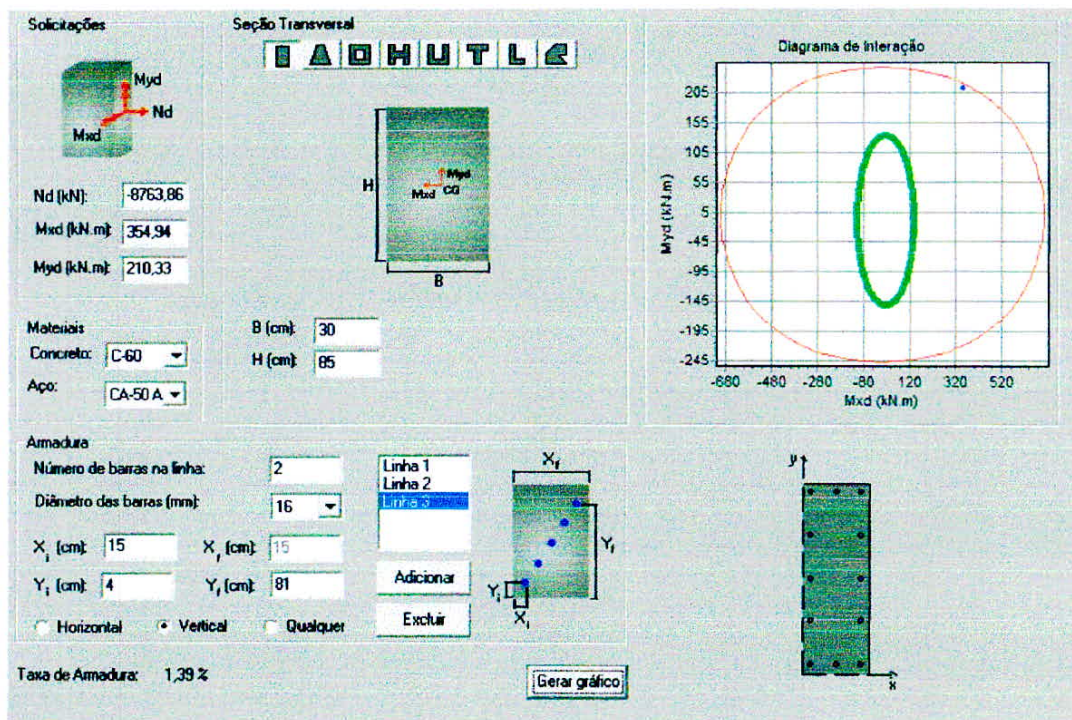 Solicitações
Myd
Nd
Mxd
Nd (kN): -8763,86
Mxd (kN.m): 354,94
Myd (kN.m): 210,33
Materiais
Concreto: C-60
Aço: CA-50 A
Seção Transversal
H
Myd
Mxd CG
B
B (cm): 30
H (cm): 85
Diagrama de Interação
Myd (kN.m)
205
155
105
55
5
-45
-95
-145
-195
-245
-680 -480 -280 -80 120 320 520
Mxd (kN.m)
Armadura
Número de barras na linha: 2
Diâmetro das barras (mm): 16
Xi (cm): 15 Xf (cm): 15
Yi (cm): 4 Yf (cm): 81
Horizontal Vertical Qualquer
Linha 1
Linha 2
Linha 3
Adicionar
Excluir
Xf
Yf
Yi
Xi
y
x
Taxa de Armadura: 1,39 %
Gerar gráfico